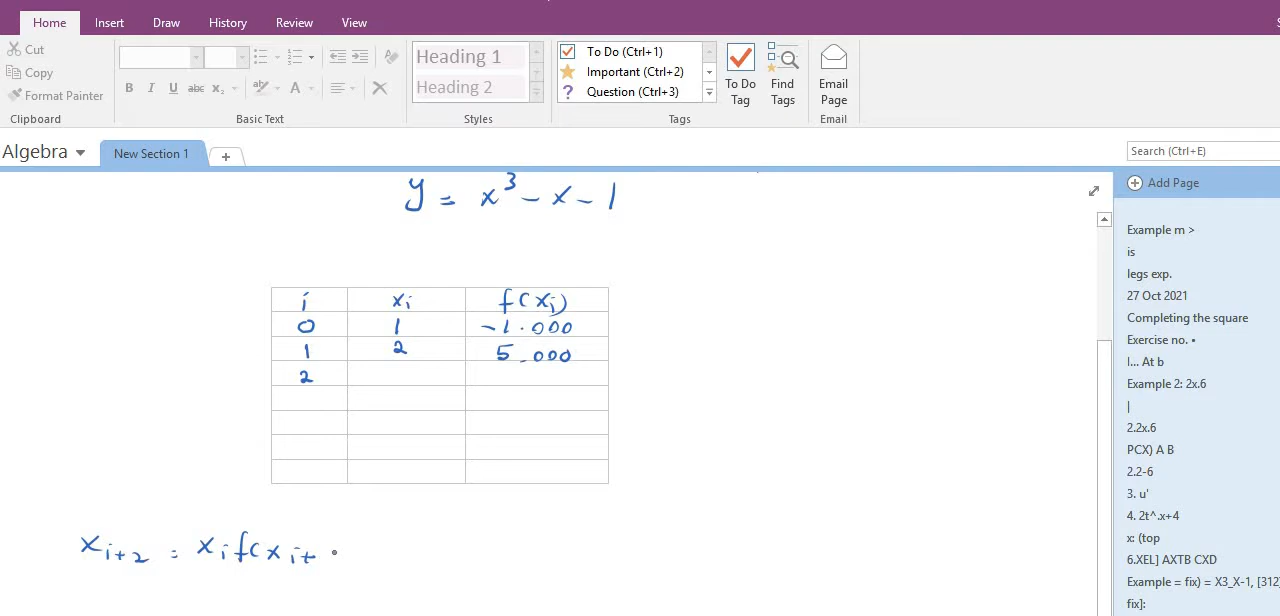 Home Insert Draw History Review View
Cut
Copy
Format Painter
Clipboard
B I U abc x₂ A
Basic Text
Heading 1
Heading 2
Styles
To Do (Ctrl+1)
Important (Ctrl+2)
? Question (Ctrl+3)
Tags
To Do Tag
Find Tags
Email Page
Email
Algebra New Section 1 +
Search (Ctrl+E)
Add Page
y = x³ - x - 1
i xi f(xi)
0 1 -1.000
1 2 5.000
2
x i+2 = x i f(x i+
Example m >
is
legs exp.
27 Oct 2021
Completing the square
Exercise no. •
I... At b
Example 2: 2x.6
|
2.2x.6
PCX) A B
2.2-6
3. u'
4. 2t^.x+4
x: (top
6.XEL] AXTB CXD
Example = fix) = X3_X-1, [312]
fix]: